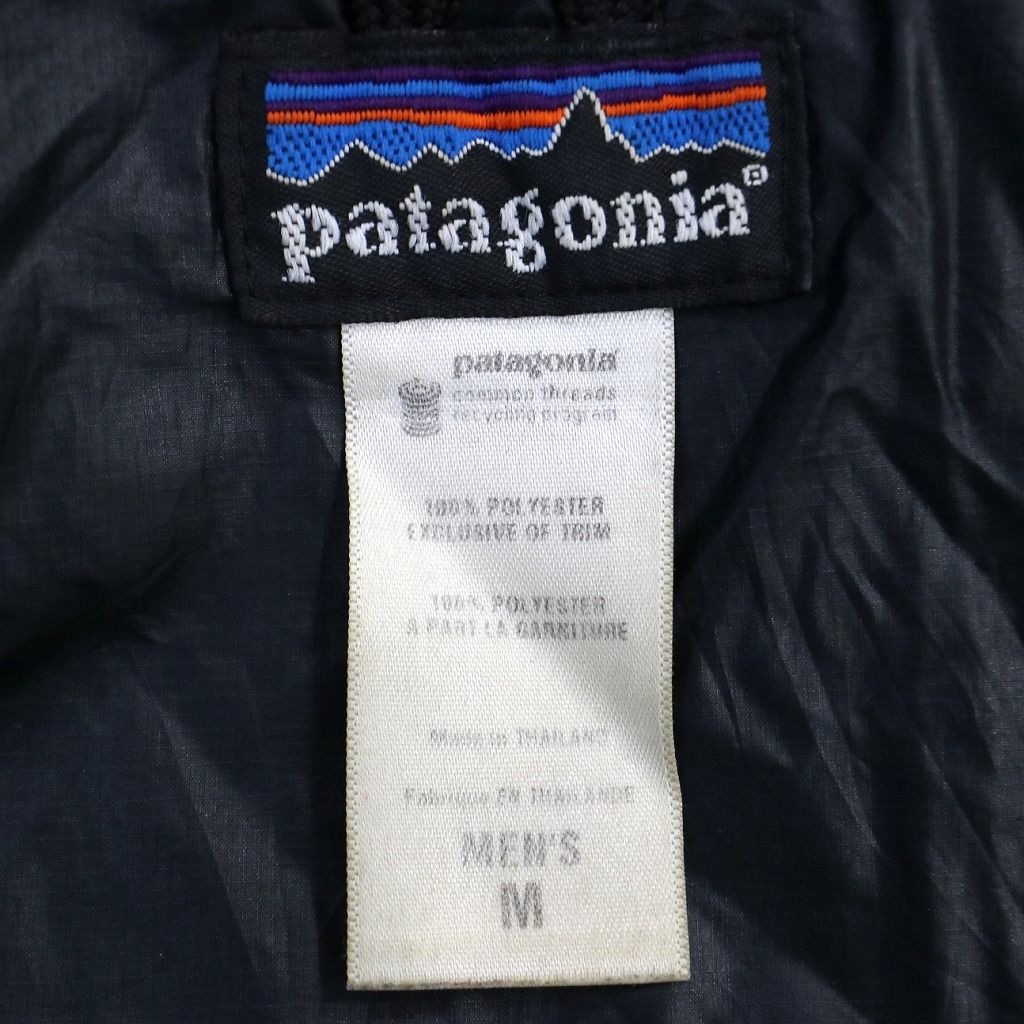 patagonia®
patagonia®
common threads
recycling program
100% POLYESTER
EXCLUSIVE OF TRIM
100% POLYESTER
A PART LA GARNITURE
Made in THAILAND
Fabriqué EN THAILANDE
MEN'S
M